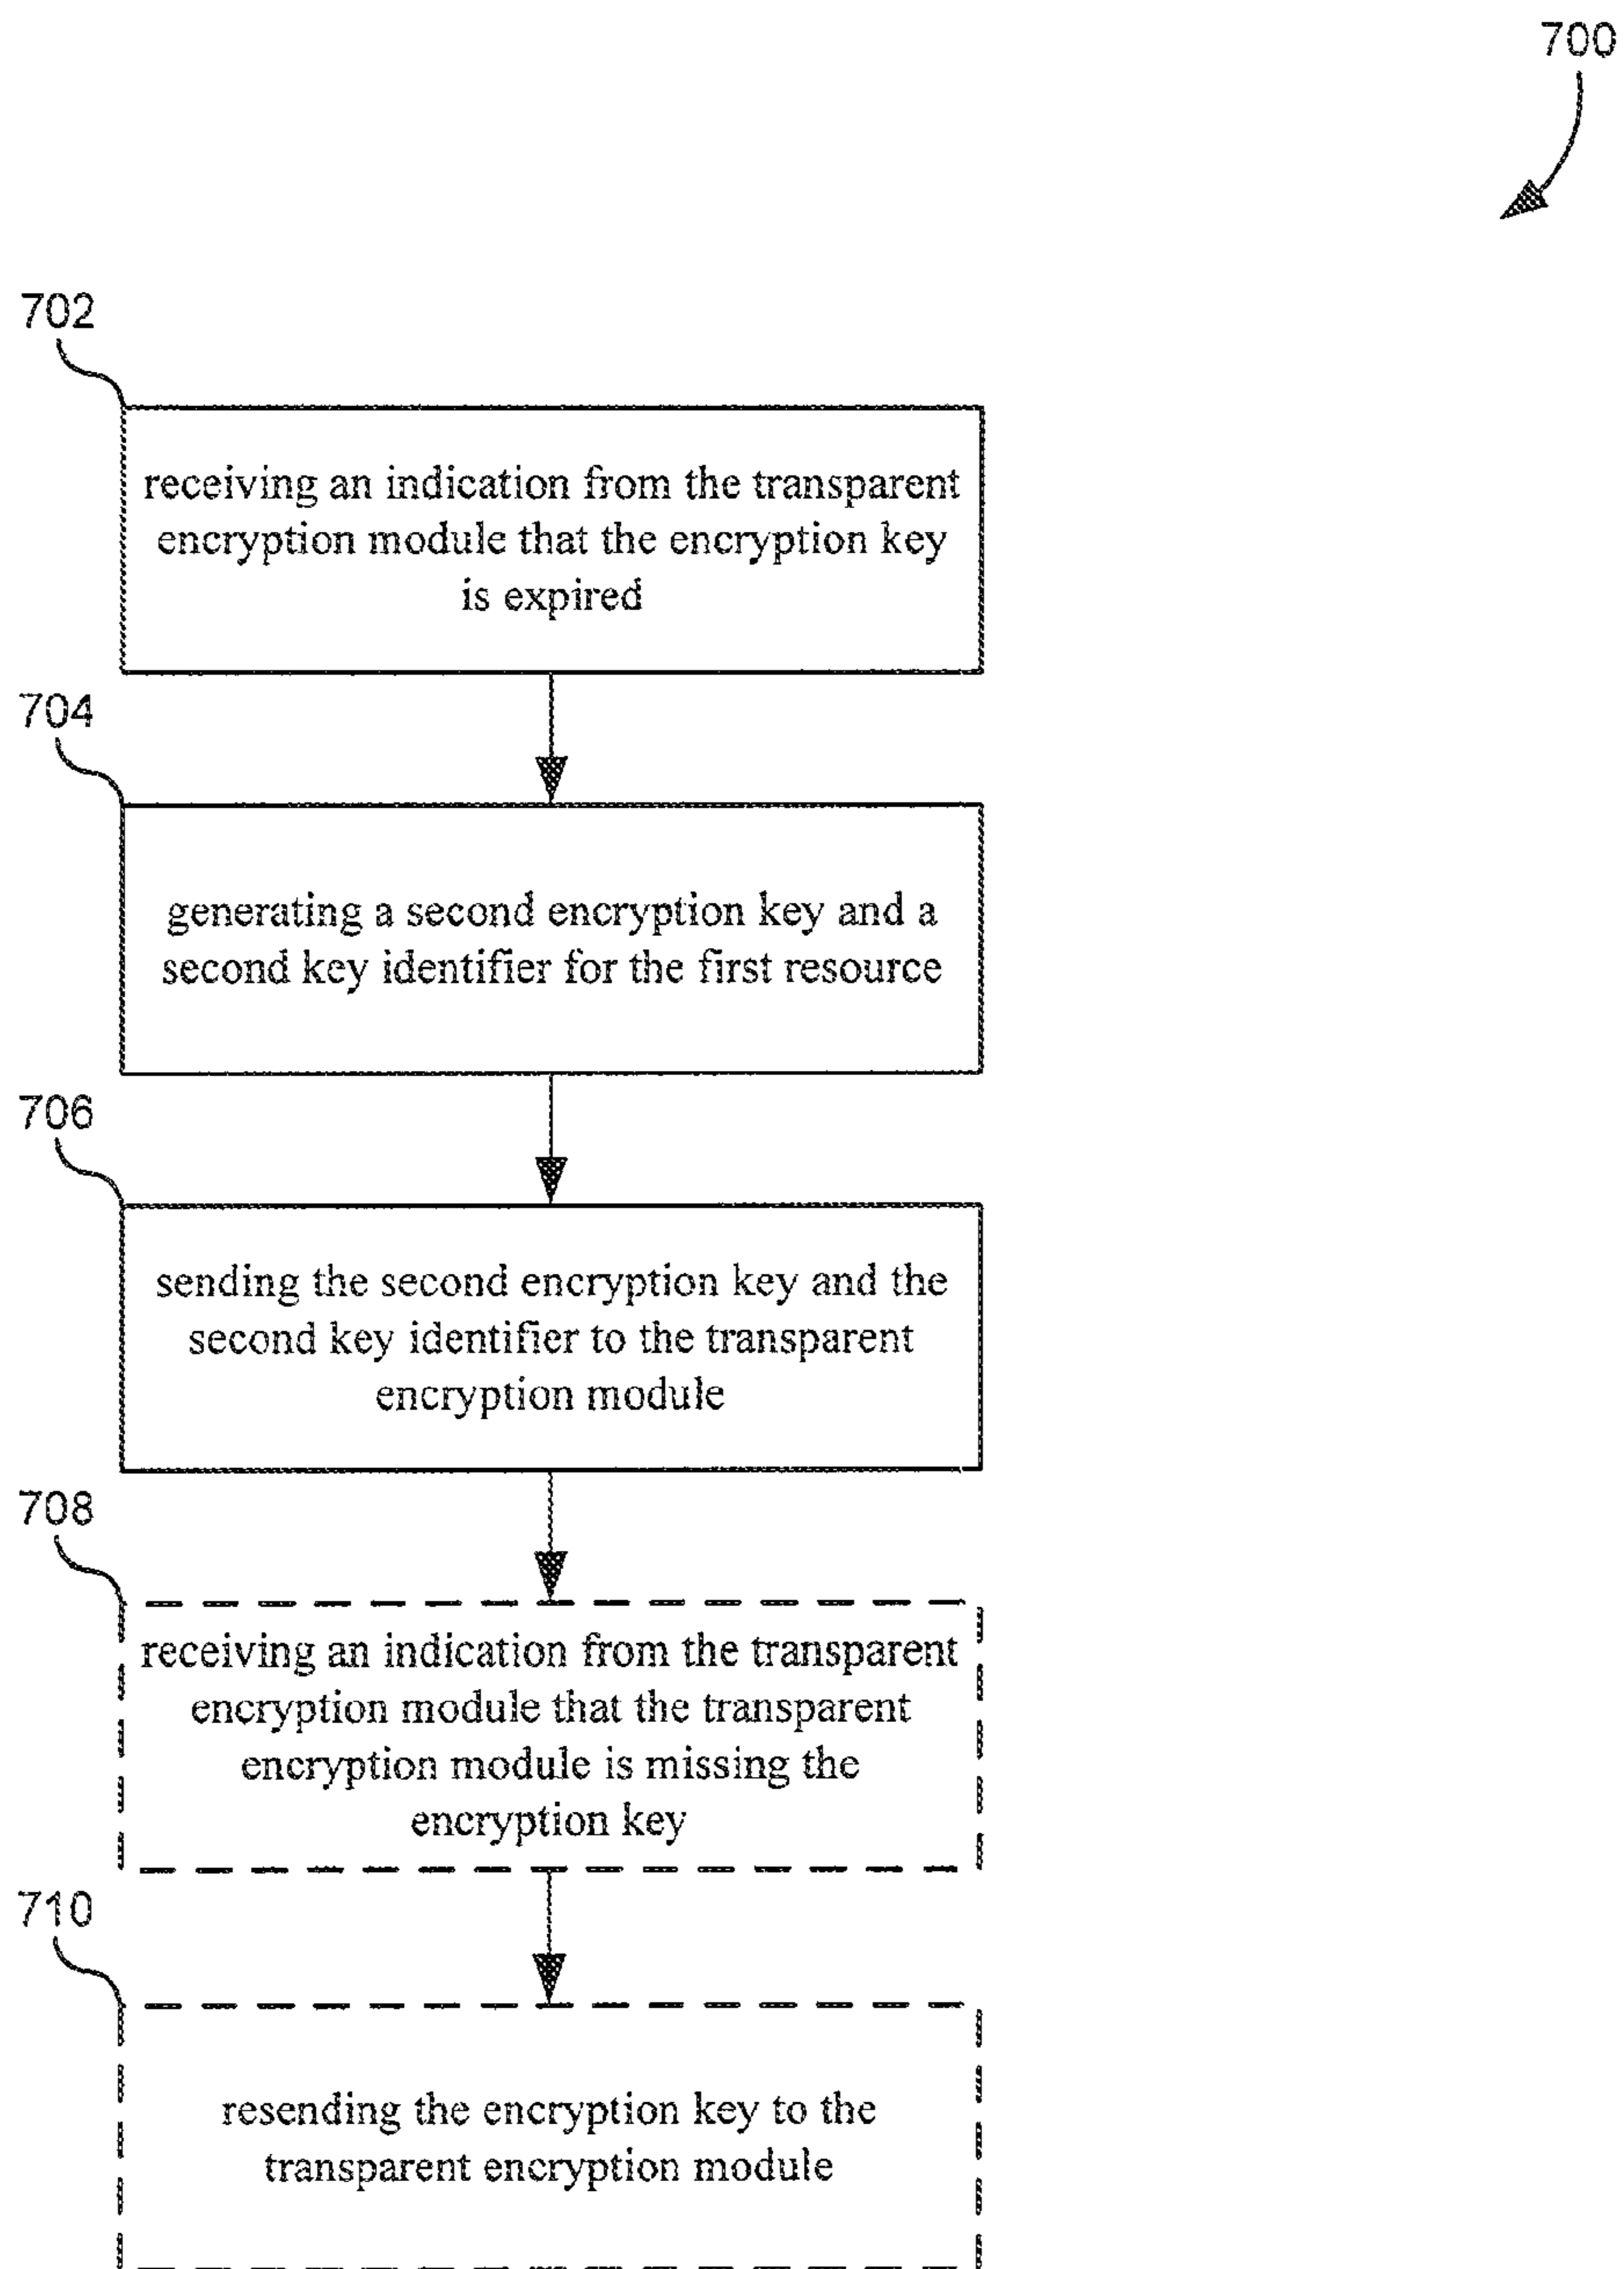 700
702
receiving an indication from the transparent
encryption module that the encryption key
is expired
704
generating a second encryption key and a
second key identifier for the first resource
706
sending the second encryption key and the
second key identifier to the transparent
encryption module
708
receiving an indication from the transparent
encryption module that the transparent
encryption module is missing the
encryption key
710
resending the encryption key to the
transparent encryption module